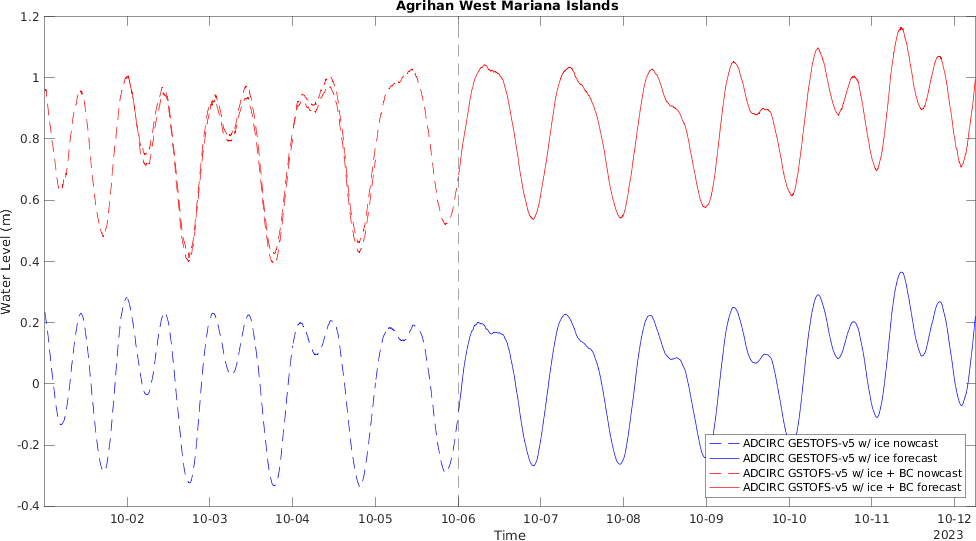 Agrihan West Mariana Islands
1.2
1
0.8
0.6
0.4
0.2
0
-0.2
-0.4
Water Level (m)
ADCIRC GESTOFS-v5 w/ ice nowcast
ADCIRC GESTOFS-v5 w/ ice forecast
ADCIRC GSTOFS-v5 w/ ice + BC nowcast
ADCIRC GSTOFS-v5 w/ ice + BC forecast
10-02 10-03 10-04 10-05 10-06 10-07 10-08 10-09 10-10 10-11 10-12
Time
2023